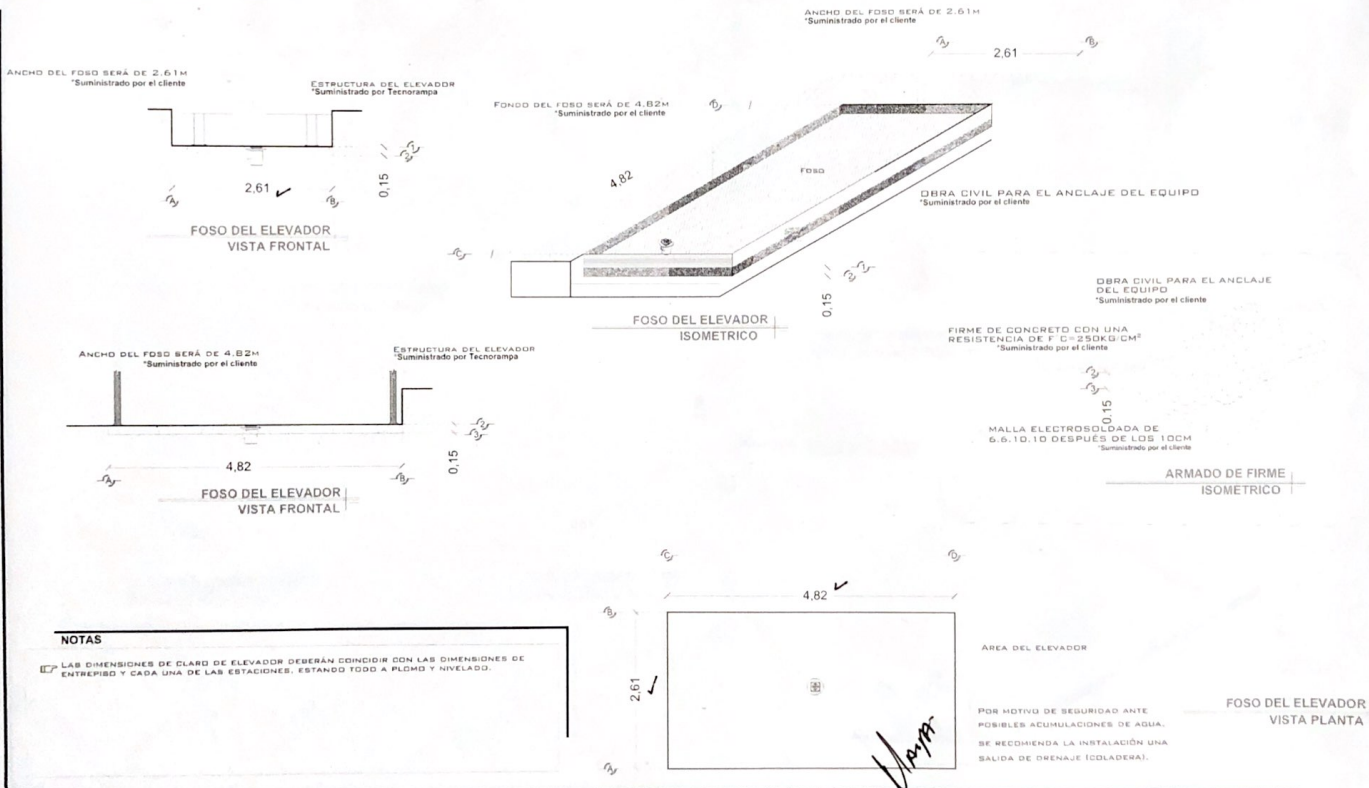 ANCHO DEL FOSO SERÁ DE 2.61M
*Suministrado por el cliente
ESTRUCTURA DEL ELEVADOR
*Suministrado por Tecnorampa
2,61
0,15
A
B
FOSO DEL ELEVADOR
VISTA FRONTAL
ANCHO DEL FOSO SERÁ DE 2.61M
*Suministrado por el cliente
A
2,61
B
FONDO DEL FOSO SERÁ DE 4.82M
*Suministrado por el cliente
D
4,82
FOSO
OBRA CIVIL PARA EL ANCLAJE DEL EQUIPO
*Suministrado por el cliente
C
0,15
FOSO DEL ELEVADOR
ISOMETRICO
ANCHO DEL FOSO SERÁ DE 4.82M
*Suministrado por el cliente
ESTRUCTURA DEL ELEVADOR
*Suministrado por Tecnorampa
4,82
0,15
A
B
FOSO DEL ELEVADOR
VISTA FRONTAL
OBRA CIVIL PARA EL ANCLAJE
DEL EQUIPO
*Suministrado por el cliente
FIRME DE CONCRETO CON UNA
RESISTENCIA DE F´C=250KG/CM²
*Suministrado por el cliente
2
3
0.15
MALLA ELECTROSOLDADA DE
6.6.10.10 DESPUÉS DE LOS 10CM
*Suministrado por el cliente
ARMADO DE FIRME
ISOMETRICO
NOTAS
LAS DIMENSIONES DE CLARO DE ELEVADOR DEBERÁN COINCIDIR CON LAS DIMENSIONES DE
ENTREPISO Y CADA UNA DE LAS ESTACIONES, ESTANDO TODO A PLOMO Y NIVELADO.
C
D
4,82
B
2,61
A
AREA DEL ELEVADOR
POR MOTIVO DE SEGURIDAD ANTE
POSIBLES ACUMULACIONES DE AGUA,
SE RECOMIENDA LA INSTALACIÓN UNA
SALIDA DE DRENAJE (COLADERA).
FOSO DEL ELEVADOR
VISTA PLANTA